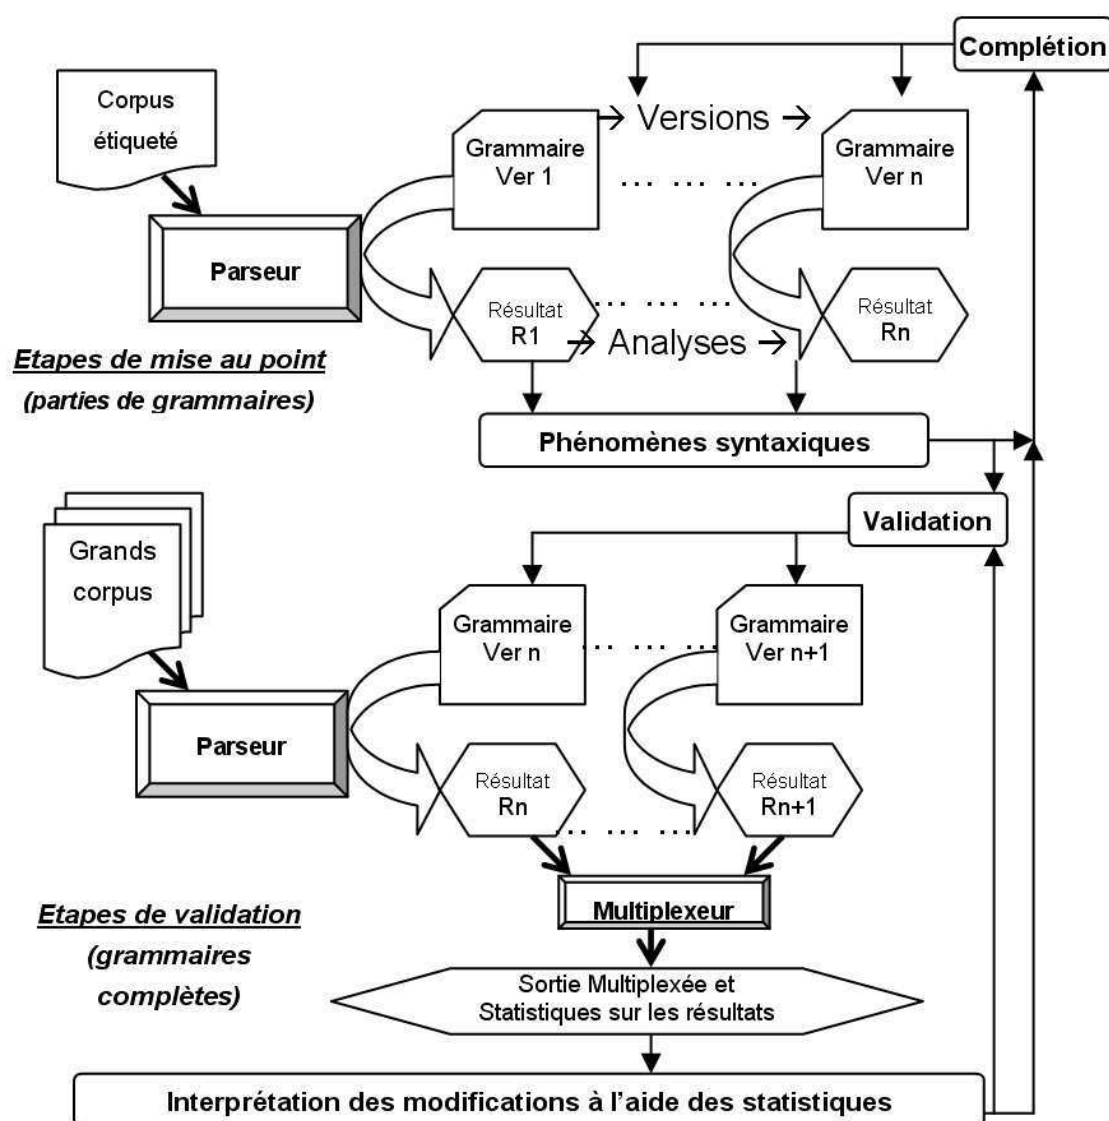 Complétion
Corpus
étiqueté
→ Versions →
Grammaire
Ver 1
... ... ...
Grammaire
Ver n
Parseur
Résultat
R1
... ... ...
Résultat
Rn
→ Analyses →
Etapes de mise au point
(parties de grammaires)
Phénomènes syntaxiques
Validation
Grands
corpus
Grammaire
Ver n
... ... ...
Grammaire
Ver n+1
Parseur
Résultat
Rn
... ... ...
Résultat
Rn+1
Multiplexeur
Etapes de validation
(grammaires
complètes)
Sortie Multiplexée et
Statistiques sur les résultats
Interprétation des modifications à l'aide des statistiques